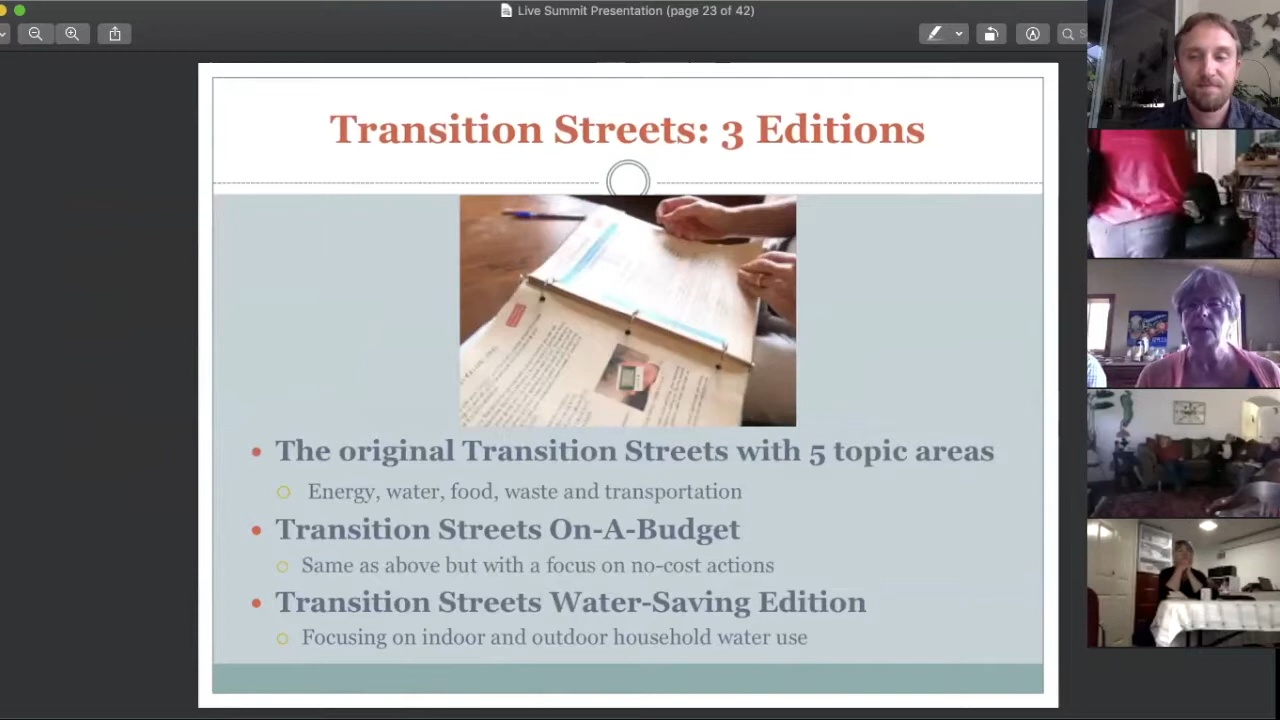 Live Summit Presentation (page 23 of 42)
Transition Streets: 3 Editions
The original Transition Streets with 5 topic areas
Energy, water, food, waste and transportation
Transition Streets On-A-Budget
Same as above but with a focus on no-cost actions
Transition Streets Water-Saving Edition
Focusing on indoor and outdoor household water use